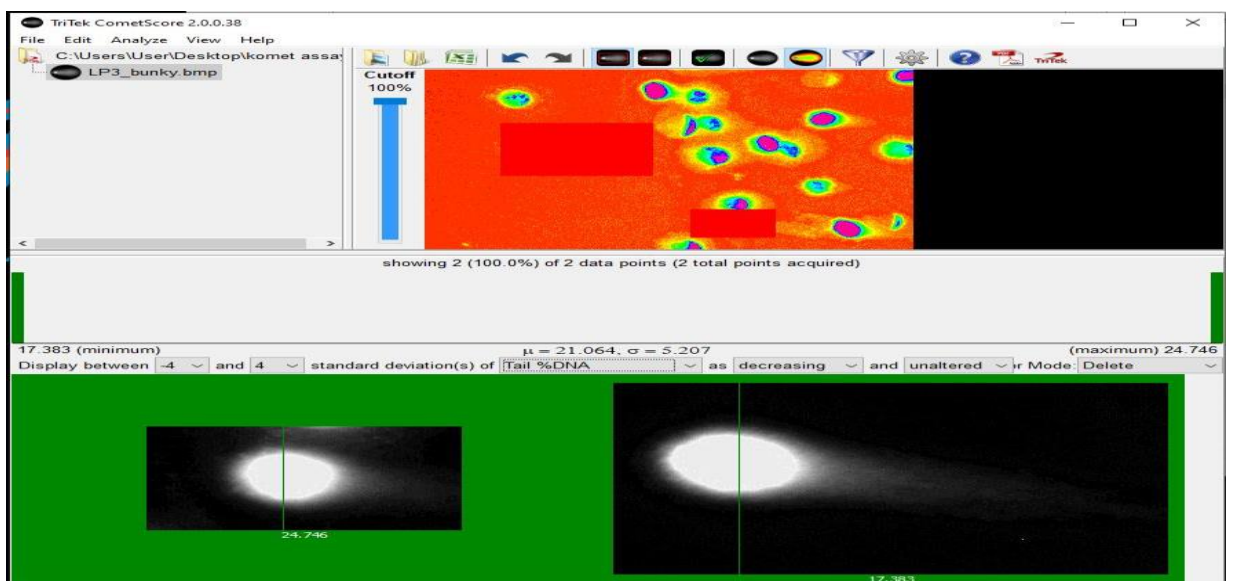 TriTek CometScore 2.0.0.38
File Edit Analyze View Help
C:\Users\User\Desktop\komet assa
LP3_bunky.bmp
TriTek
Cutoff
100%
showing 2 (100.0%) of 2 data points (2 total points acquired)
17.383 (minimum) μ = 21.064, σ = 5.207 (maximum) 24.746
Display between -4 and 4 standard deviation(s) of Tail %DNA as decreasing and unaltered r Mode: Delete
24.746
17.383